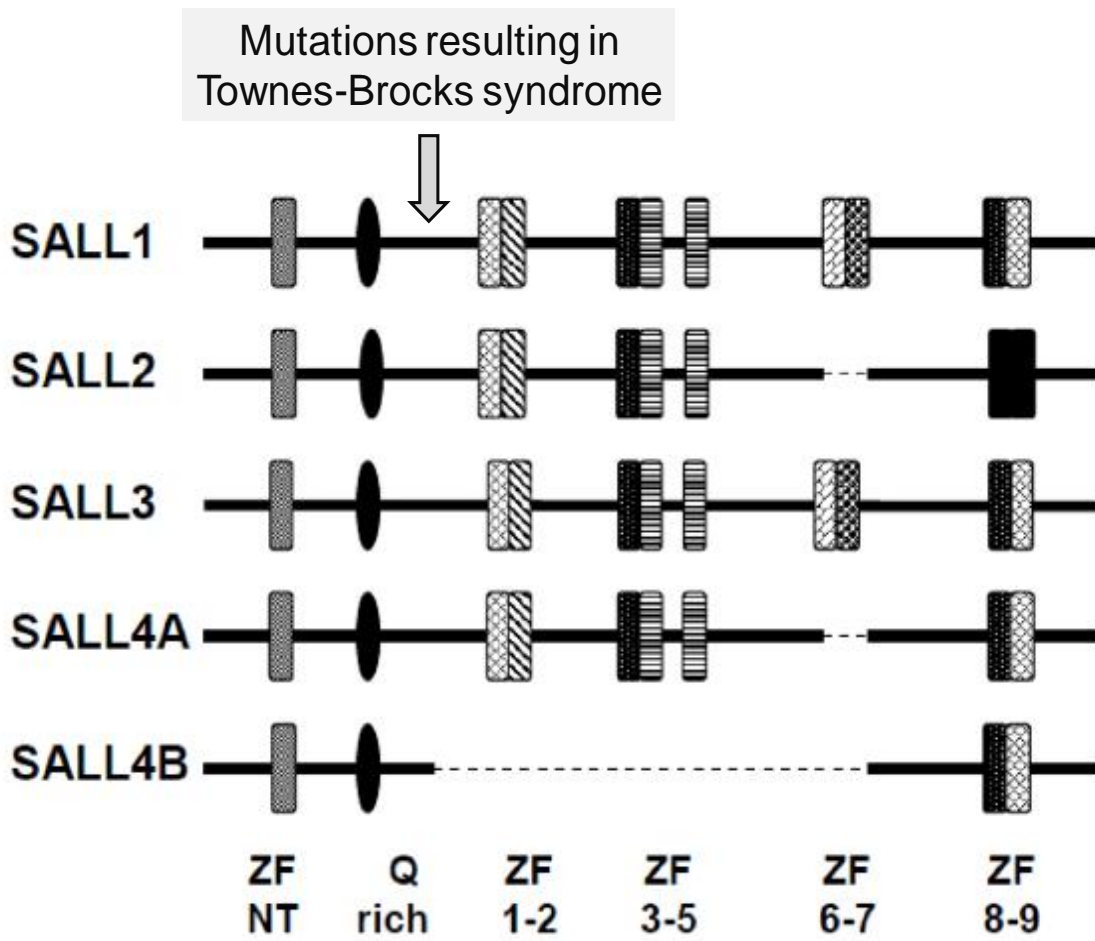 Mutations resulting in
Townes-Brocks syndrome
SALL1
SALL2
SALL3
SALL4A
SALL4B
ZF Q ZF ZF ZF ZF
NT rich 1-2 3-5 6-7 8-9